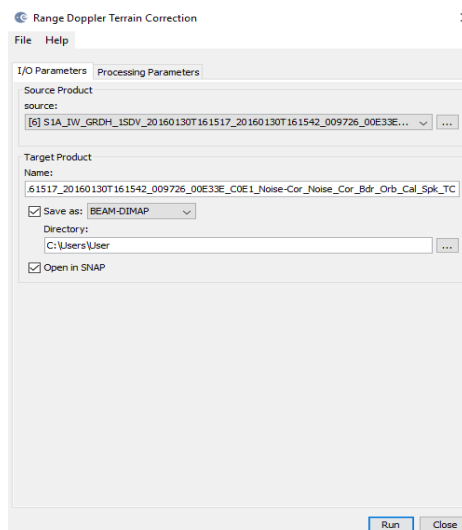 Range Doppler Terrain Correction
File Help
I/O Parameters Processing Parameters
Source Product
source:
[6] S1A_IW_GRDH_1SDV_20160130T161517_20160130T161542_009726_00E33E... ...
Target Product
Name:
.61517_20160130T161542_009726_00E33E_C0E1_Noise-Cor_Noise_Cor_Bdr_Orb_Cal_Spk_TC
Save as: BEAM-DIMAP
Directory:
C:\Users\User ...
Open in SNAP
Run Close